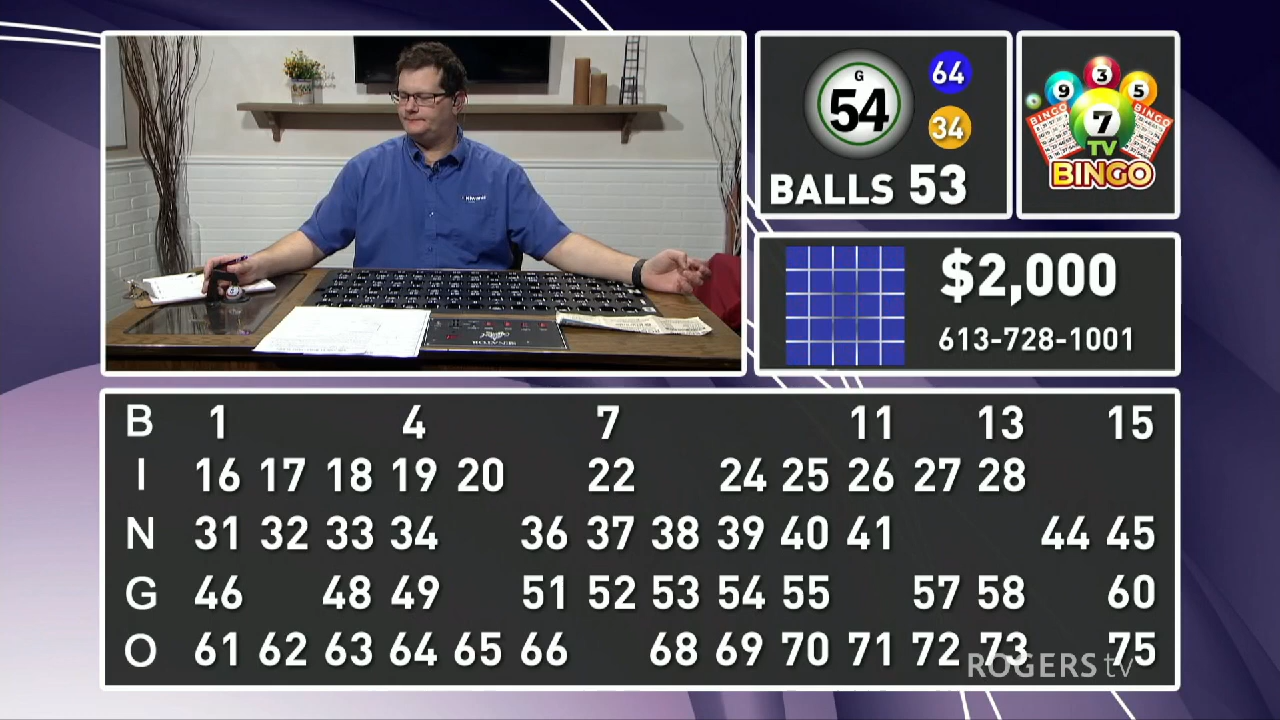 G
54
64
34
BALLS 53
9
3
5
7
BINGO
BINGO
TV
BINGO
$2,000
613-728-1001
B 1 4 7 11 13 15
I 16 17 18 19 20 22 24 25 26 27 28
N 31 32 33 34 36 37 38 39 40 41 44 45
G 46 48 49 51 52 53 54 55 57 58 60
O 61 62 63 64 65 66 68 69 70 71 72 73 75
ROGERS tv